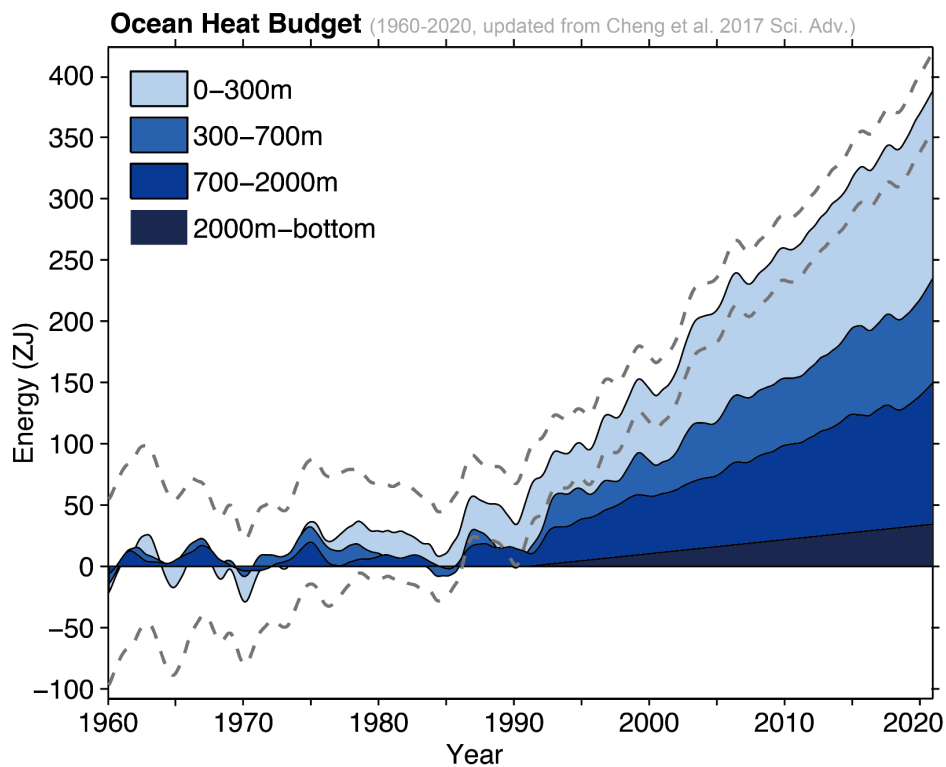 Ocean Heat Budget (1960-2020, updated from Cheng et al. 2017 Sci. Adv.)
0−300m
300−700m
700−2000m
2000m−bottom
Energy (ZJ)
400
350
300
250
200
150
100
50
0
−50
−100
1960 1970 1980 1990 2000 2010 2020
Year